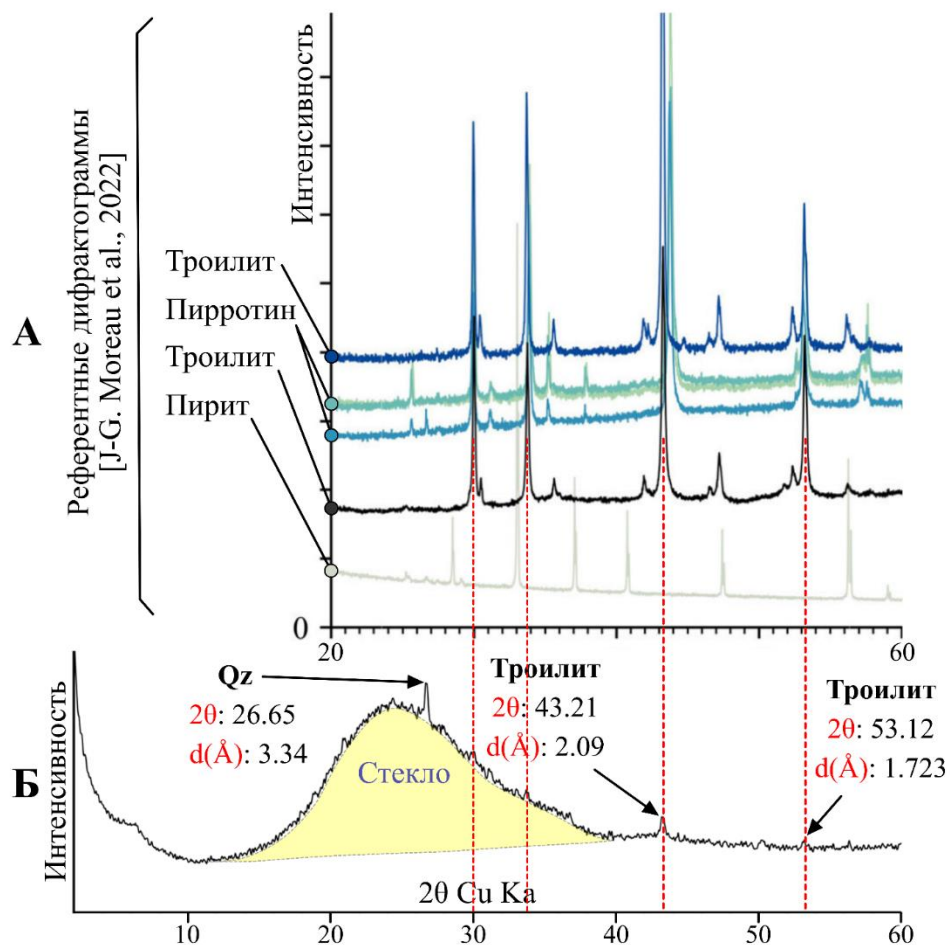 А
Референтные дифрактограммы
[J-G. Moreau et al., 2022]
Интенсивность
Троилит
Пирротин
Троилит
Пирит
0
20
40
60
Б
Интенсивность
Qz
2θ: 26.65
d(Å): 3.34
Стекло
Троилит
2θ: 43.21
d(Å): 2.09
Троилит
2θ: 53.12
d(Å): 1.723
2θ Cu Ka
10
20
30
40
50
60